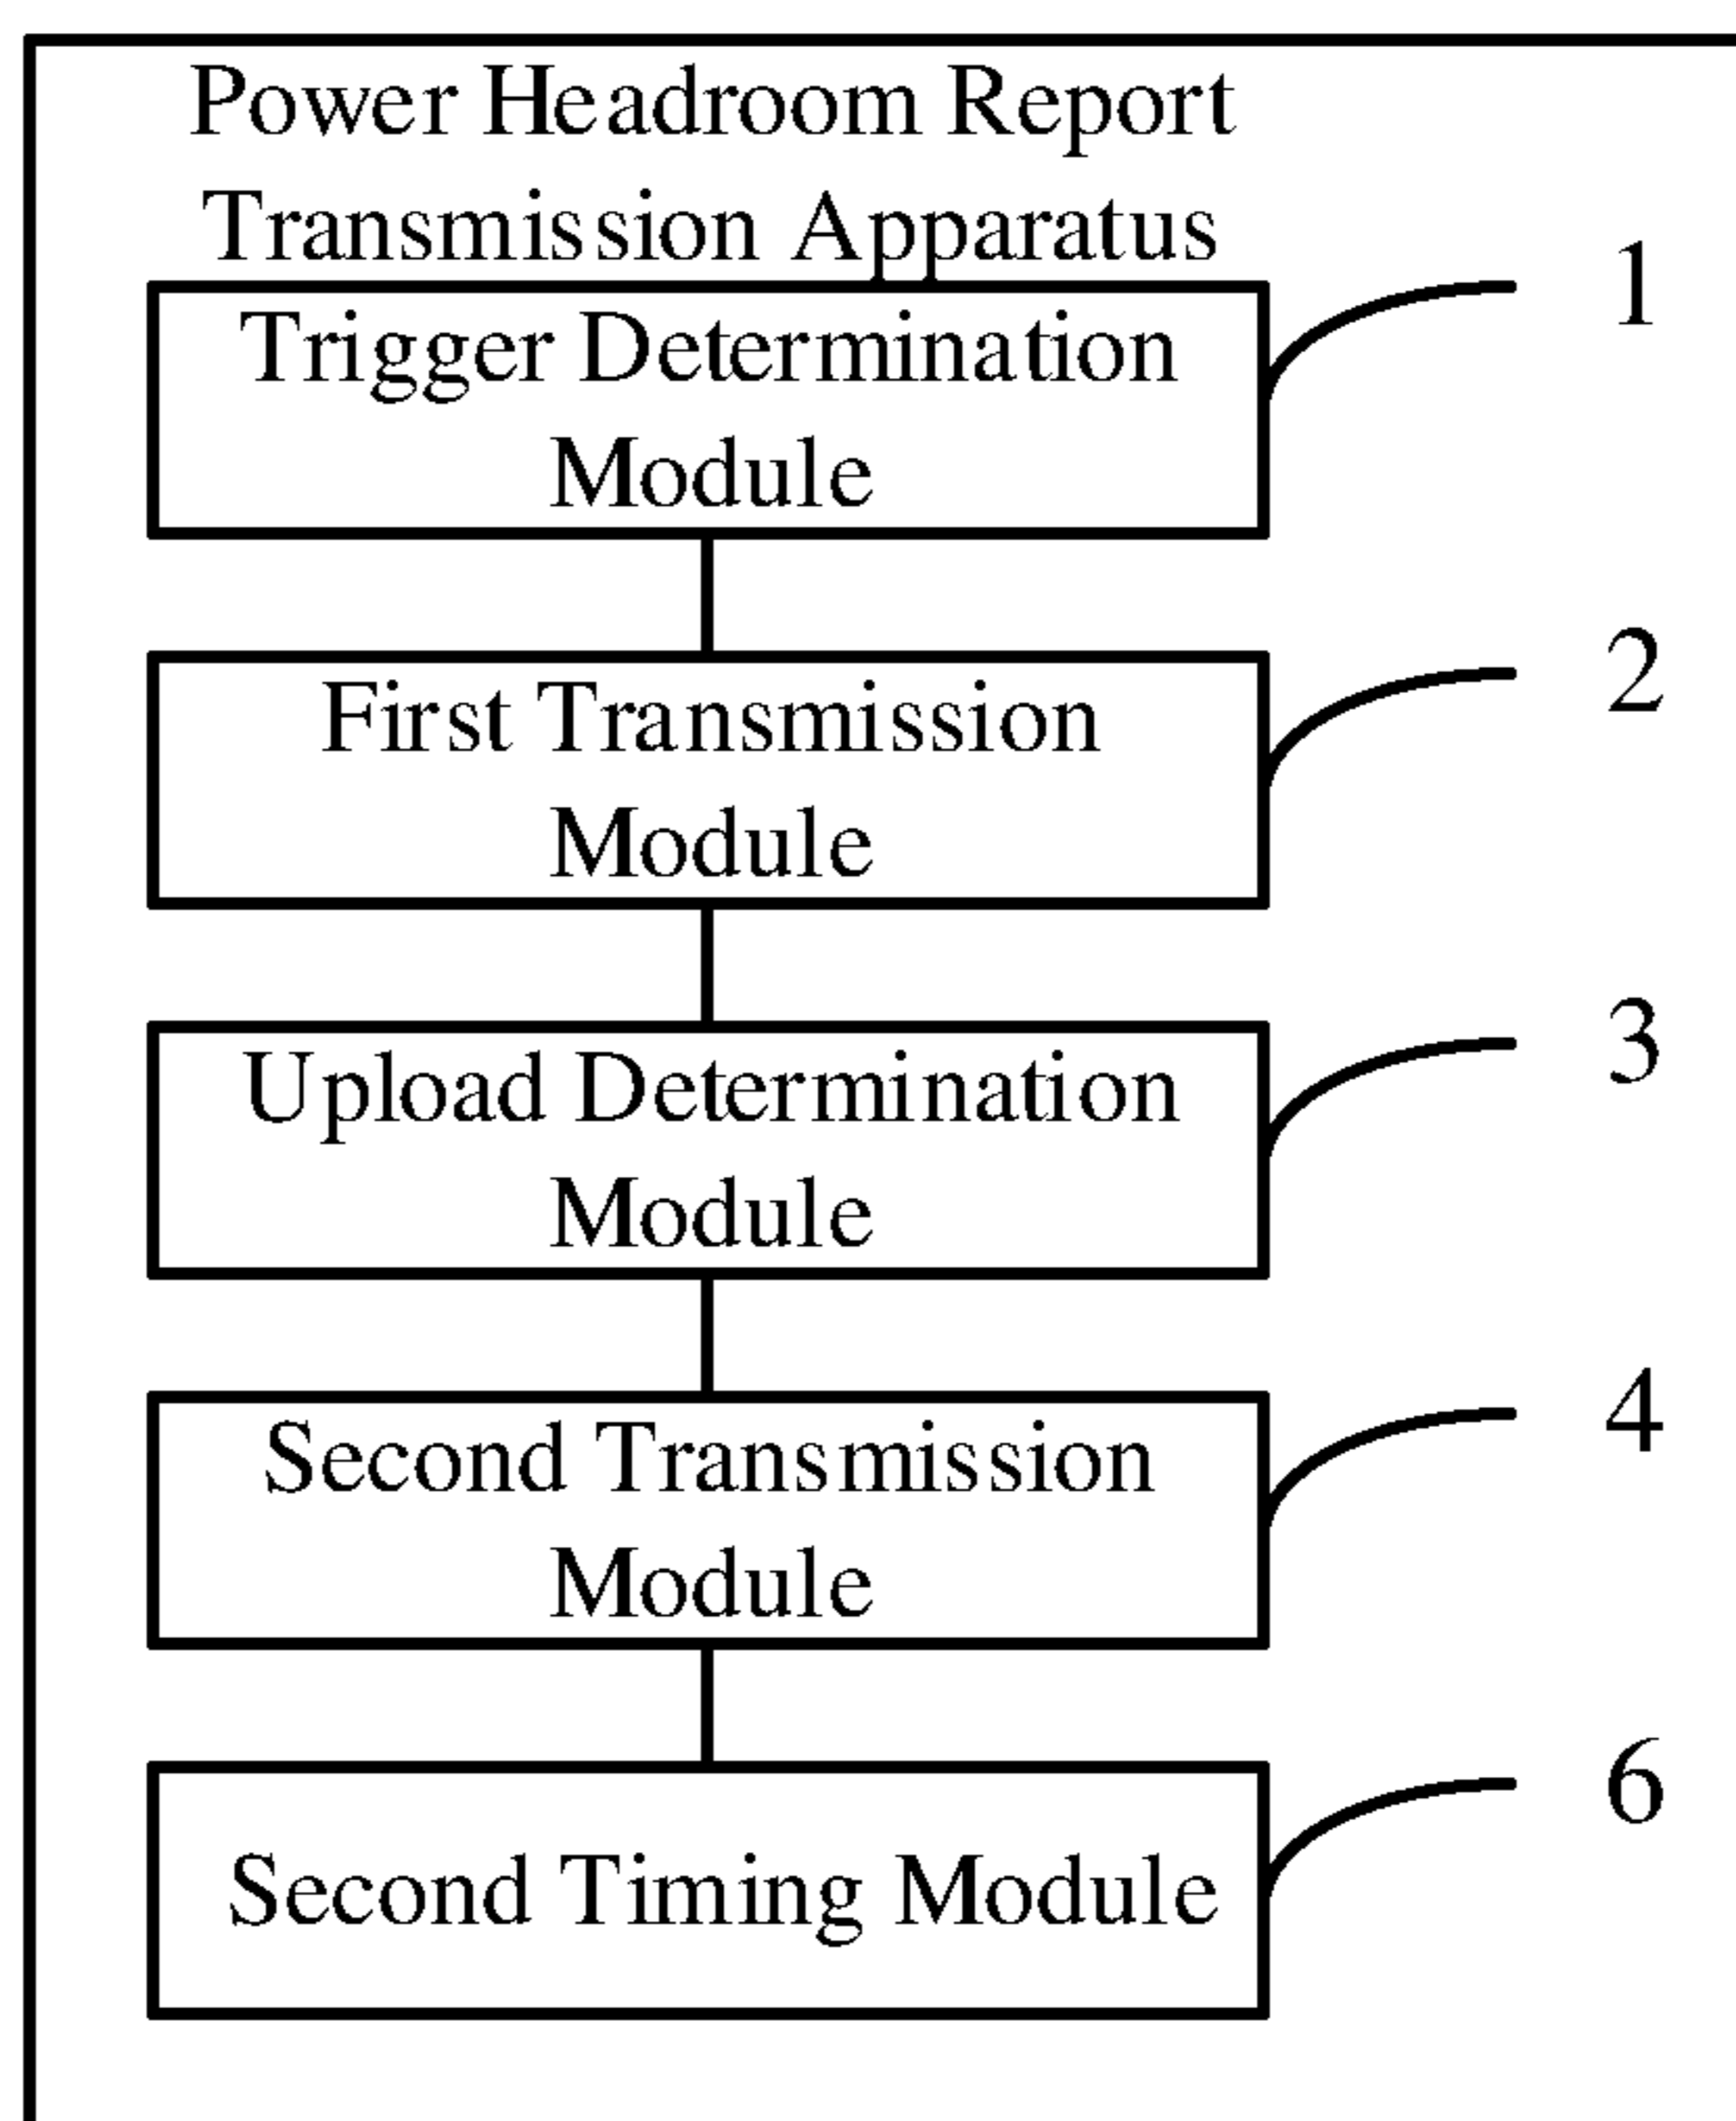 Power Headroom Report
Transmission Apparatus
Trigger Determination
Module
1
First Transmission
Module
2
Upload Determination
Module
3
Second Transmission
Module
4
Second Timing Module
6